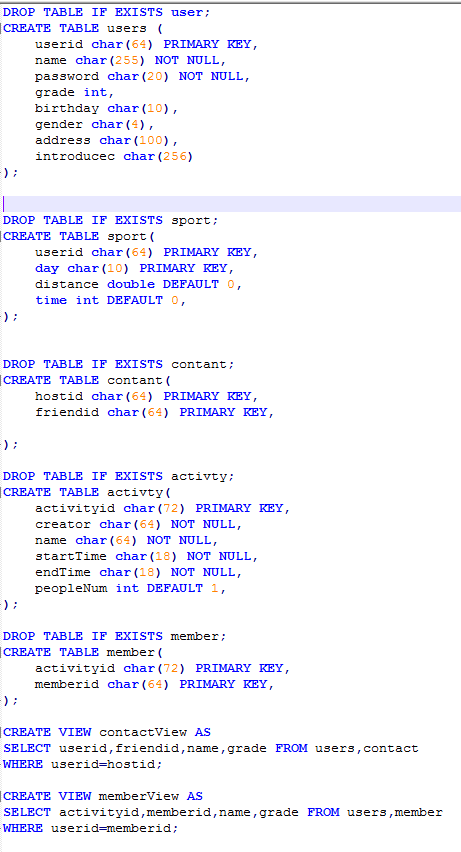 DROP TABLE IF EXISTS user;
CREATE TABLE users (
    userid char(64) PRIMARY KEY,
    name char(255) NOT NULL,
    password char(20) NOT NULL,
    grade int,
    birthday char(10),
    gender char(4),
    address char(100),
    introducec char(256)
);
DROP TABLE IF EXISTS sport;
CREATE TABLE sport(
    userid char(64) PRIMARY KEY,
    day char(10) PRIMARY KEY,
    distance double DEFAULT 0,
    time int DEFAULT 0,
);
DROP TABLE IF EXISTS contant;
CREATE TABLE contant(
    hostid char(64) PRIMARY KEY,
    friendid char(64) PRIMARY KEY,
);
DROP TABLE IF EXISTS activty;
CREATE TABLE activty(
    activityid char(72) PRIMARY KEY,
    creator char(64) NOT NULL,
    name char(64) NOT NULL,
    startTime char(18) NOT NULL,
    endTime char(18) NOT NULL,
    peopleNum int DEFAULT 1,
);
DROP TABLE IF EXISTS member;
CREATE TABLE member(
    activityid char(72) PRIMARY KEY,
    memberid char(64) PRIMARY KEY,
);
CREATE VIEW contactView AS
SELECT userid,friendid,name,grade FROM users,contact
WHERE userid=hostid;
CREATE VIEW memberView AS
SELECT activityid,memberid,name,grade FROM users,member
WHERE userid=memberid;